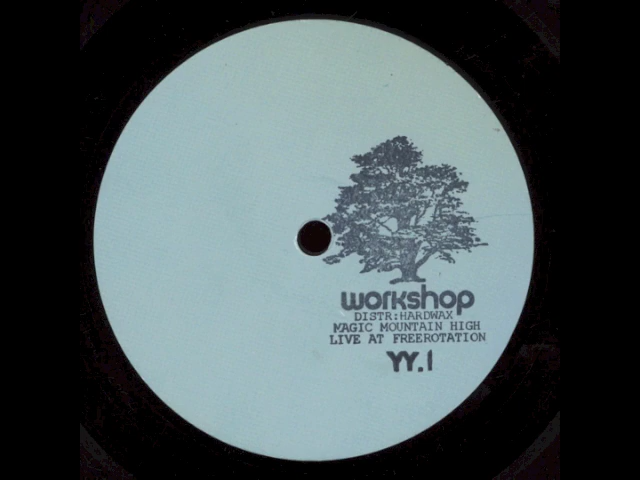 workshop
DISTR:HARDWAX
MAGIC MOUNTAIN HIGH
LIVE AT FREEROTATION
YY.1